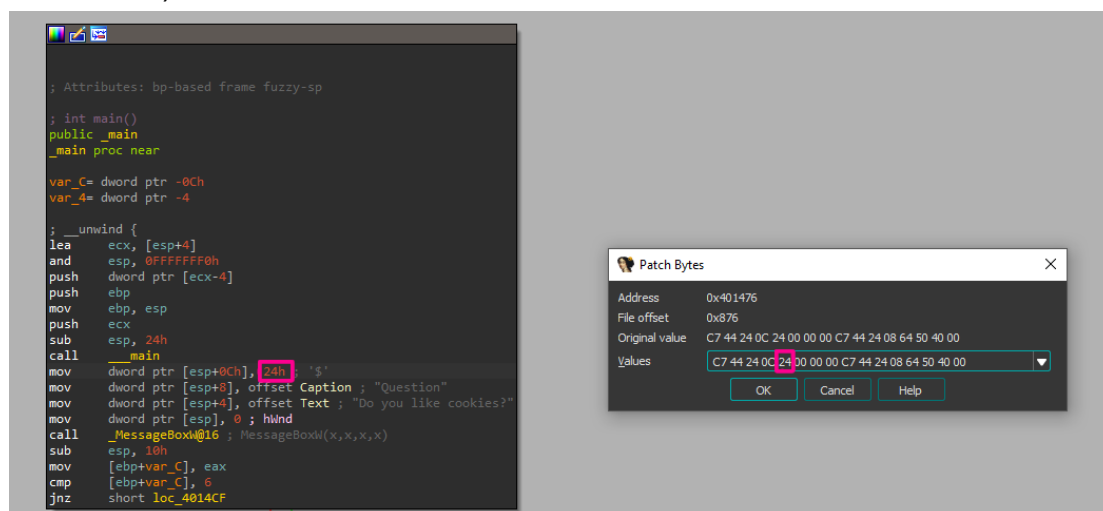 ; Attributes: bp-based frame fuzzy-sp
; int main()
public _main
_main proc near
var_C= dword ptr -0Ch
var_4= dword ptr -4
; __unwind {
lea ecx, [esp+4]
and esp, 0FFFFFFF0h
push dword ptr [ecx-4]
push ebp
mov ebp, esp
push ecx
sub esp, 24h
call ___main
mov dword ptr [esp+0Ch], 24h ; '$'
mov dword ptr [esp+8], offset Caption ; "Question"
mov dword ptr [esp+4], offset Text ; "Do you like cookies?"
mov dword ptr [esp], 0 ; hWnd
call _MessageBoxW@16 ; MessageBoxW(x,x,x,x)
sub esp, 10h
mov [ebp+var_C], eax
cmp [ebp+var_C], 6
jnz short loc_4014CF
Patch Bytes
Address 0x401476
File offset 0x876
Original value C7 44 24 0C 24 00 00 00 C7 44 24 08 64 50 40 00
Values C7 44 24 0C 24 00 00 00 C7 44 24 08 64 50 40 00
OK Cancel Help